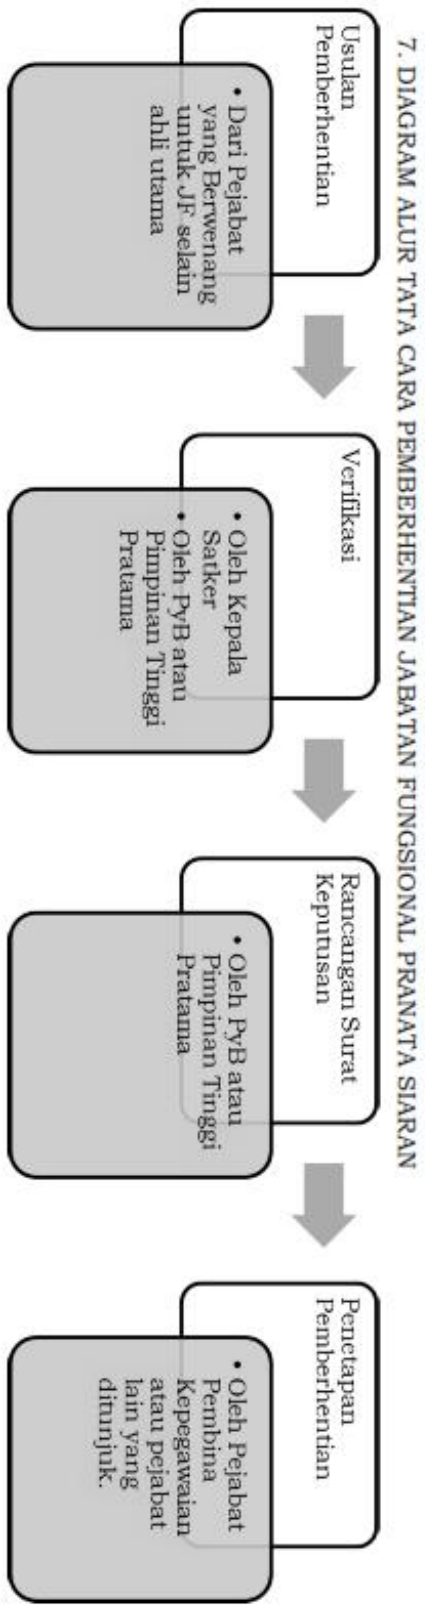 7. DIAGRAM ALUR TATA CARA PEMBERHENTIAN JABATAN FUNGSIONAL PRANATA SIARAN
Usulan
Pemberhentian
• Dari Pejabat
yang Berwenang
untuk JF selain
ahli utama
Verifikasi
• Oleh Kepala
Satker
• Oleh PyB atau
Pimpinan Tinggi
Pratama
Rancangan Surat
Keputusan
• Oleh PyB atau
Pimpinan Tinggi
Pratama
Penetapan
Pemberhentian
• Oleh Pejabat
Pembina
Kepegawaian
atau pejabat
lain yang
ditunjuk.